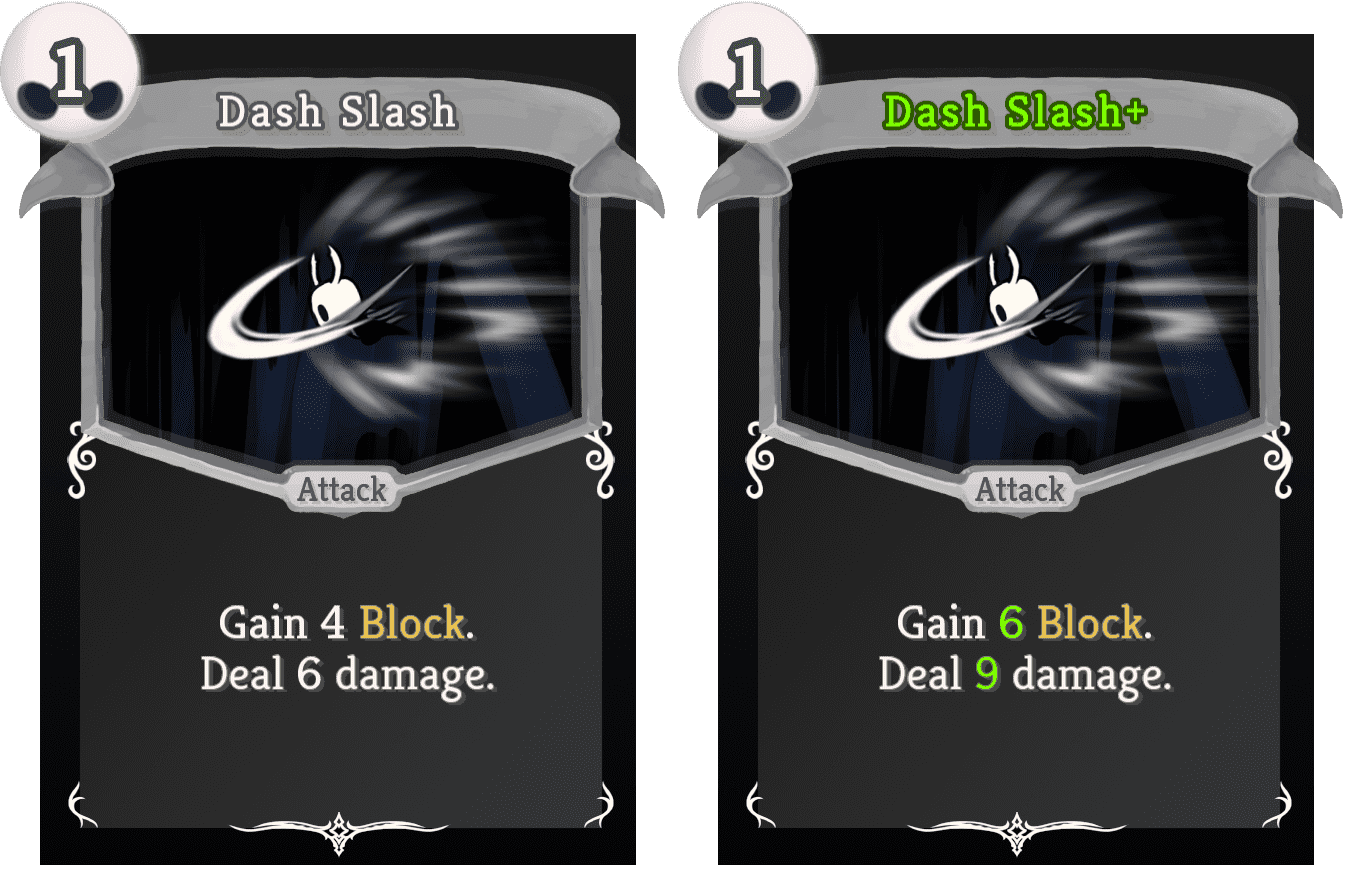 1
Dash Slash
Attack
Gain 4 Block.
Deal 6 damage.
1
Dash Slash+
Attack
Gain 6 Block.
Deal 9 damage.